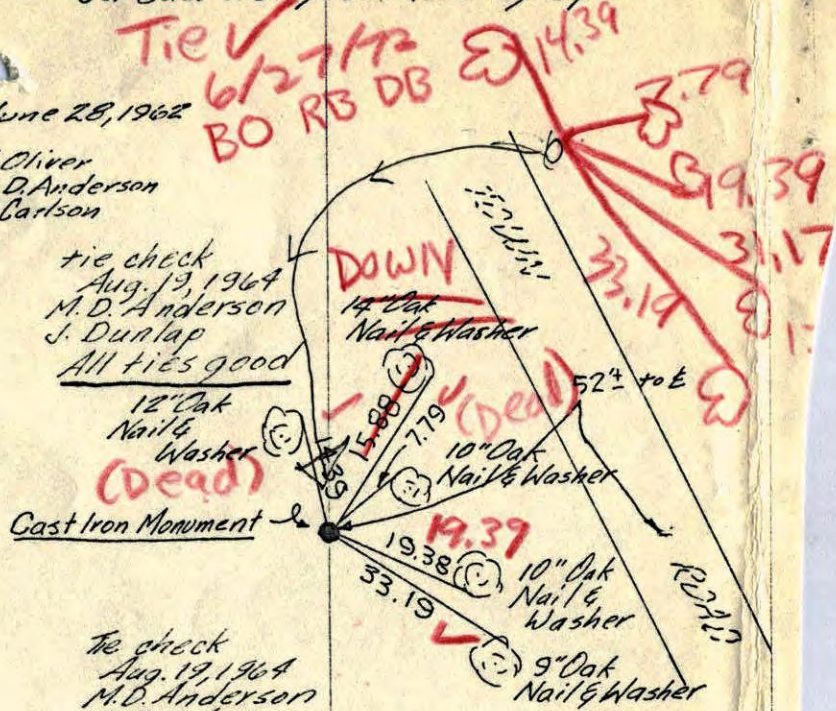 Tie ✓
6/27/72
BO RB DB
June 28, 1962
Oliver
D. Anderson
Carlson
14.39
7.79
19.39
31.17
33.19
TOWN
tie check
Aug. 19, 1964
M.D. Anderson
J. Dunlap
All ties good
DOWN
14" Oak
Nail & Washer
12" Oak
Nail &
Washer
(Dead)
14.39
15.88
7.79
(Dead)
52'± to ℄
10" Oak
Nail & Washer
Cast Iron Monument
19.39
19.38
10" Oak
Nail &
Washer
33.19
ROAD
9" Oak
Nail & Washer
Tie check
Aug. 19, 1964
M.D. Anderson